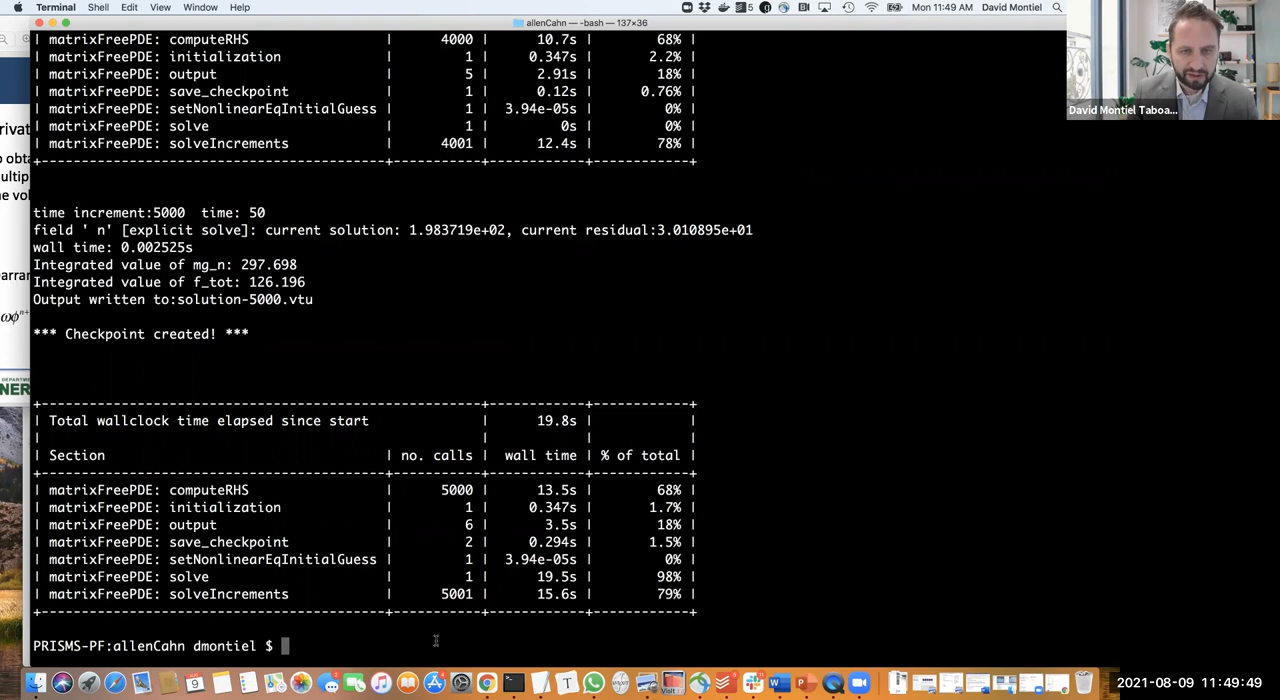 Terminal Shell Edit View Window Help
5
Mon 11:49 AM David Montiel
allenCahn — -bash — 137×36
| matrixFreePDE: computeRHS | 4000 | 10.7s | 68% |
| matrixFreePDE: initialization | 1 | 0.347s | 2.2% |
| matrixFreePDE: output | 5 | 2.91s | 18% |
| matrixFreePDE: save_checkpoint | 1 | 0.12s | 0.76% |
| matrixFreePDE: setNonlinearEqInitialGuess | 1 | 3.94e-05s | 0% |
| matrixFreePDE: solve | 1 | 0s | 0% |
| matrixFreePDE: solveIncrements | 4001 | 12.4s | 78% |
+---------------------------------------------+-----------+------------+------------+
David Montiel Taboa...
time increment:5000 time: 50
field ' n' [explicit solve]: current solution: 1.983719e+02, current residual:3.010895e+01
wall time: 0.002525s
Integrated value of mg_n: 297.698
Integrated value of f_tot: 126.196
Output written to:solution-5000.vtu
*** Checkpoint created! ***
+---------------------------------------------+------------+------------+
| Total wallclock time elapsed since start | 19.8s | |
| | | |
| Section | no. calls | wall time | % of total |
+---------------------------------+-----------+------------+------------+
| matrixFreePDE: computeRHS | 5000 | 13.5s | 68% |
| matrixFreePDE: initialization | 1 | 0.347s | 1.7% |
| matrixFreePDE: output | 6 | 3.5s | 18% |
| matrixFreePDE: save_checkpoint | 2 | 0.294s | 1.5% |
| matrixFreePDE: setNonlinearEqInitialGuess | 1 | 3.94e-05s | 0% |
| matrixFreePDE: solve | 1 | 19.5s | 98% |
| matrixFreePDE: solveIncrements | 5001 | 15.6s | 79% |
+---------------------------------+-----------+------------+------------+
PRISMS-PF:allenCahn dmontiel $
2021-08-09 11:49:49